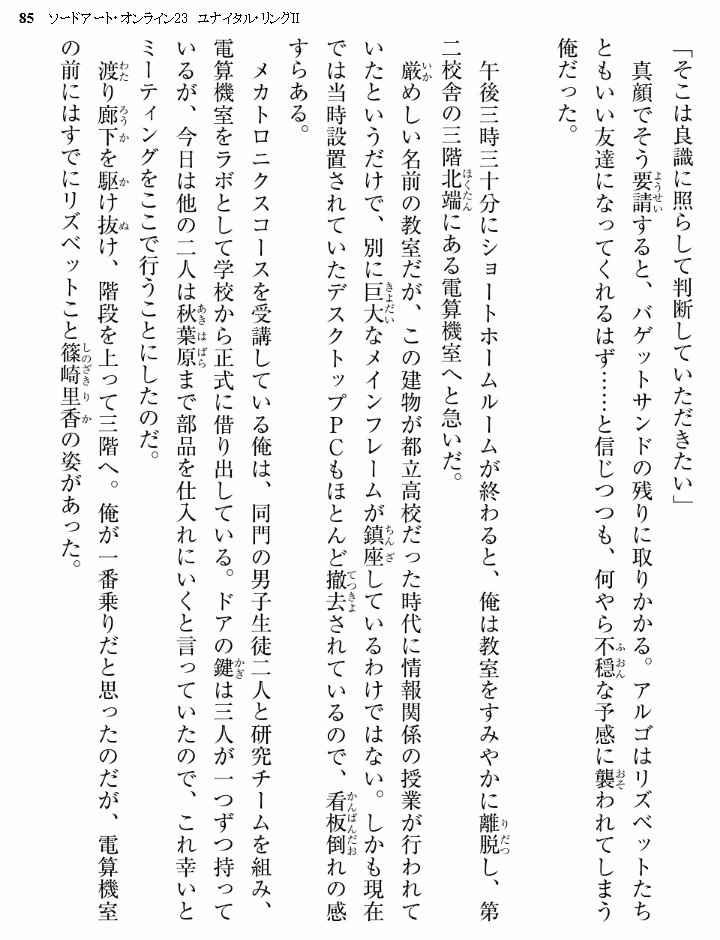 85 ソードアート・オンライン23 ユナイタル・リングII
「そこは良識に照らして判断していただきたい」
真顔でそう要請すると、バゲットサンドの残りに取りかかる。アルゴはリズベットたち
ともいい友達になってくれるはず……と信じつつも、何やら不穏な予感に襲われてしまう
俺だった。
午後三時三十分にショートホームルームが終わると、俺は教室をすみやかに離脱し、第
二校舎の三階北端にある電算機室へと急いだ。
厳めしい名前の教室だが、この建物が都立高校だった時代に情報関係の授業が行われて
いたというだけで、別に巨大なメインフレームが鎮座しているわけではない。しかも現在
では当時設置されていたデスクトップPCもほとんど撤去されているので、看板倒れの感
すらある。
メカトロニクスコースを受講している俺は、同門の男子生徒二人と研究チームを組み、
電算機室をラボとして学校から正式に借り出している。ドアの鍵は三人が一つずつ持って
いるが、今日は他の二人は秋葉原まで部品を仕入れにいくと言っていたので、これ幸いと
ミーティングをここで行うことにしたのだ。
渡り廊下を駆け抜け、階段を上って三階へ。俺が一番乗りだと思ったのだが、電算機室
の前にはすでにリズベットこと篠崎里香の姿があった。